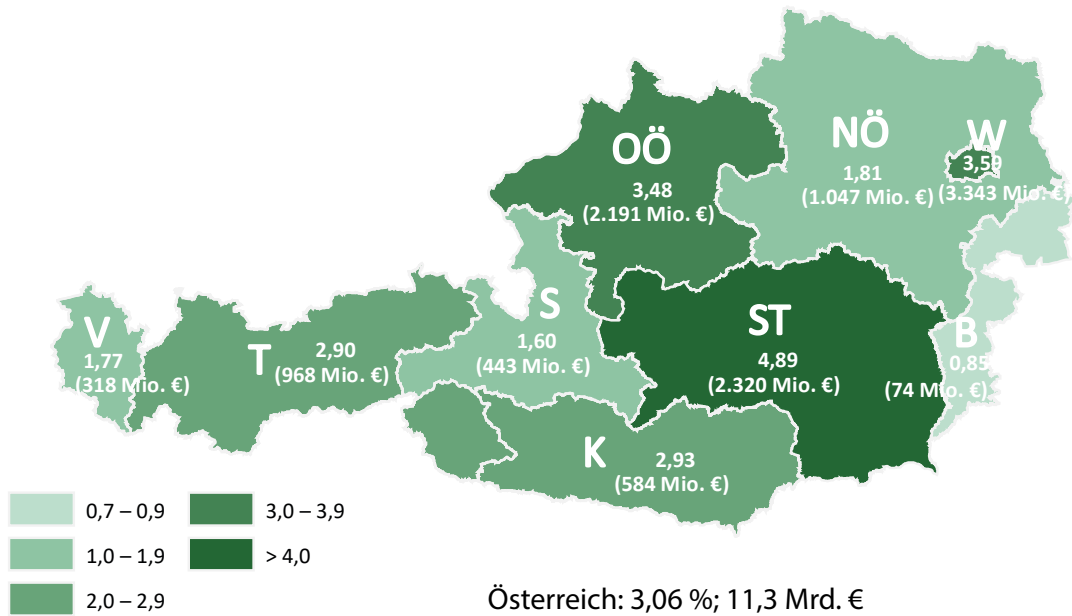 OÖ
3,48
(2.191 Mio. €)
NÖ
1,81
(1.047 Mio. €)
W
3,59
(3.343 Mio. €)
V
1,77
(318 Mio. €)
T
2,90
(968 Mio. €)
S
1,60
(443 Mio. €)
ST
4,89
(2.320 Mio. €)
B
0,85
(74 Mio. €)
K
2,93
(584 Mio. €)
0,7 – 0,9
1,0 – 1,9
2,0 – 2,9
3,0 – 3,9
> 4,0
Österreich: 3,06 %; 11,3 Mrd. €